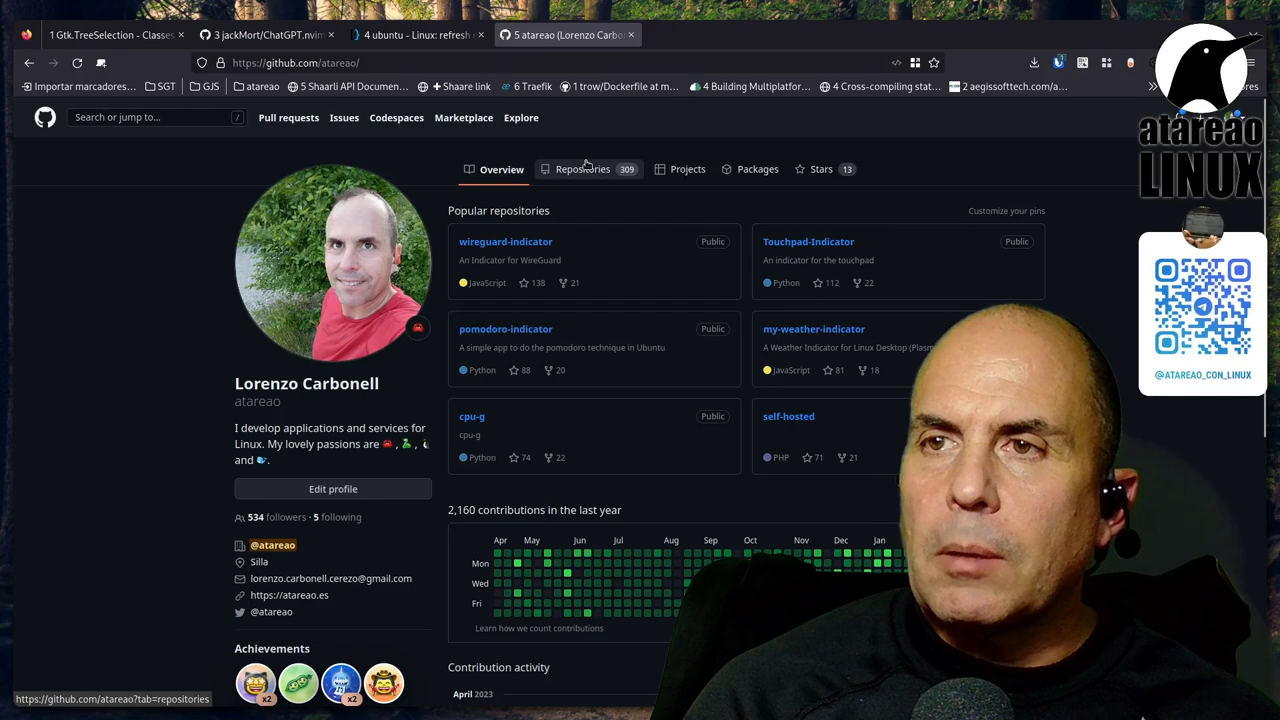 1 Gtk.TreeSelection - Classes
3 jackMort/ChatGPT.nvim
4 ubuntu - Linux: refresh
5 atareao (Lorenzo Carbo
https://github.com/atareao/
Importar marcadores...
SGT
GJS
atareao
5 Shaarli API Documen...
✚ Shaare link
6 Traefik
1 trow/Dockerfile at m...
4 Building Multiplatfor...
4 Cross-compiling stat...
2 aegissofttech.com/a...
Search or jump to...
/
Pull requests
Issues
Codespaces
Marketplace
Explore
atareao
LINUX
Overview
Repositories 309
Projects
Packages
Stars 13
Popular repositories
Customize your pins
wireguard-indicator
Public
An Indicator for WireGuard
JavaScript 138 21
Touchpad-Indicator
Public
An indicator for the touchpad
Python 112 22
pomodoro-indicator
Public
A simple app to do the pomodoro technique in Ubuntu
Python 88 20
my-weather-indicator
A Weather Indicator for Linux Desktop (Plasm
JavaScript 81 18
cpu-g
Public
cpu-g
Python 74 22
self-hosted
PHP 71 21
@ATAREAO_CON_LINUX
Lorenzo Carbonell
atareao
I develop applications and services for
Linux. My lovely passions are 🦀 , 🐍 , 🐧
and 🐳.
Edit profile
534 followers · 5 following
@atareao
Silla
lorenzo.carbonell.cerezo@gmail.com
https://atareao.es
@atareao
Achievements
x2
x2
2,160 contributions in the last year
Apr May Jun Jul Aug Sep Oct Nov Dec Jan
Mon
Wed
Fri
Learn how we count contributions
Contribution activity
April 2023
https://github.com/atareao?tab=repositories